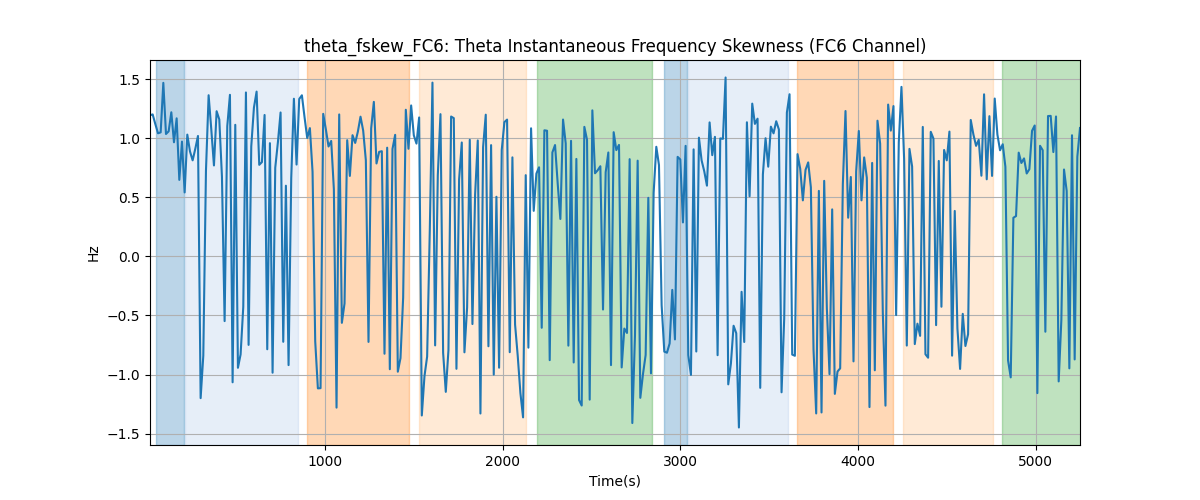 theta_fskew_FC6: Theta Instantaneous Frequency Skewness (FC6 Channel)
1.5
1.0
0.5
0.0
−0.5
−1.0
−1.5
Hz
1000 2000 3000 4000 5000
Time(s)